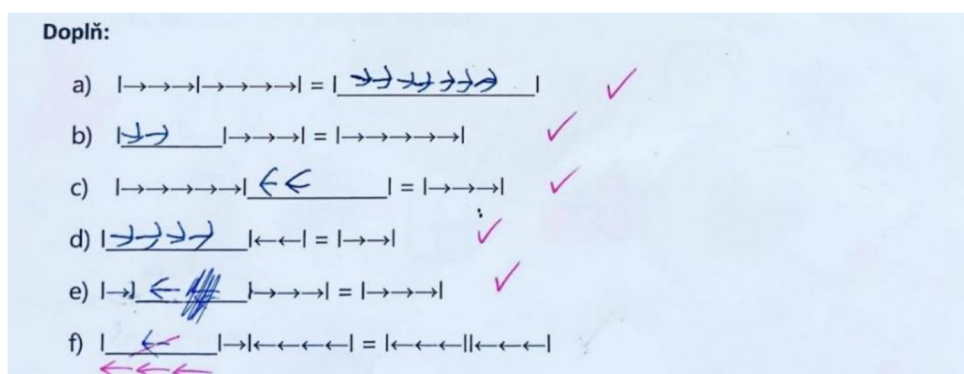 Doplň:
a) |→→→|→→→→| = |→→→→→→→| ✓
b) |→→|→→→| = |→→→→→| ✓
c) |→→→→→|←←| = |→→→| ✓
d) |→→→→|←←| = |→→| ✓
e) |→|←|→→→| = |→→→| ✓
f) |←|→|←←←←| = |←←←||←←←|
←←←